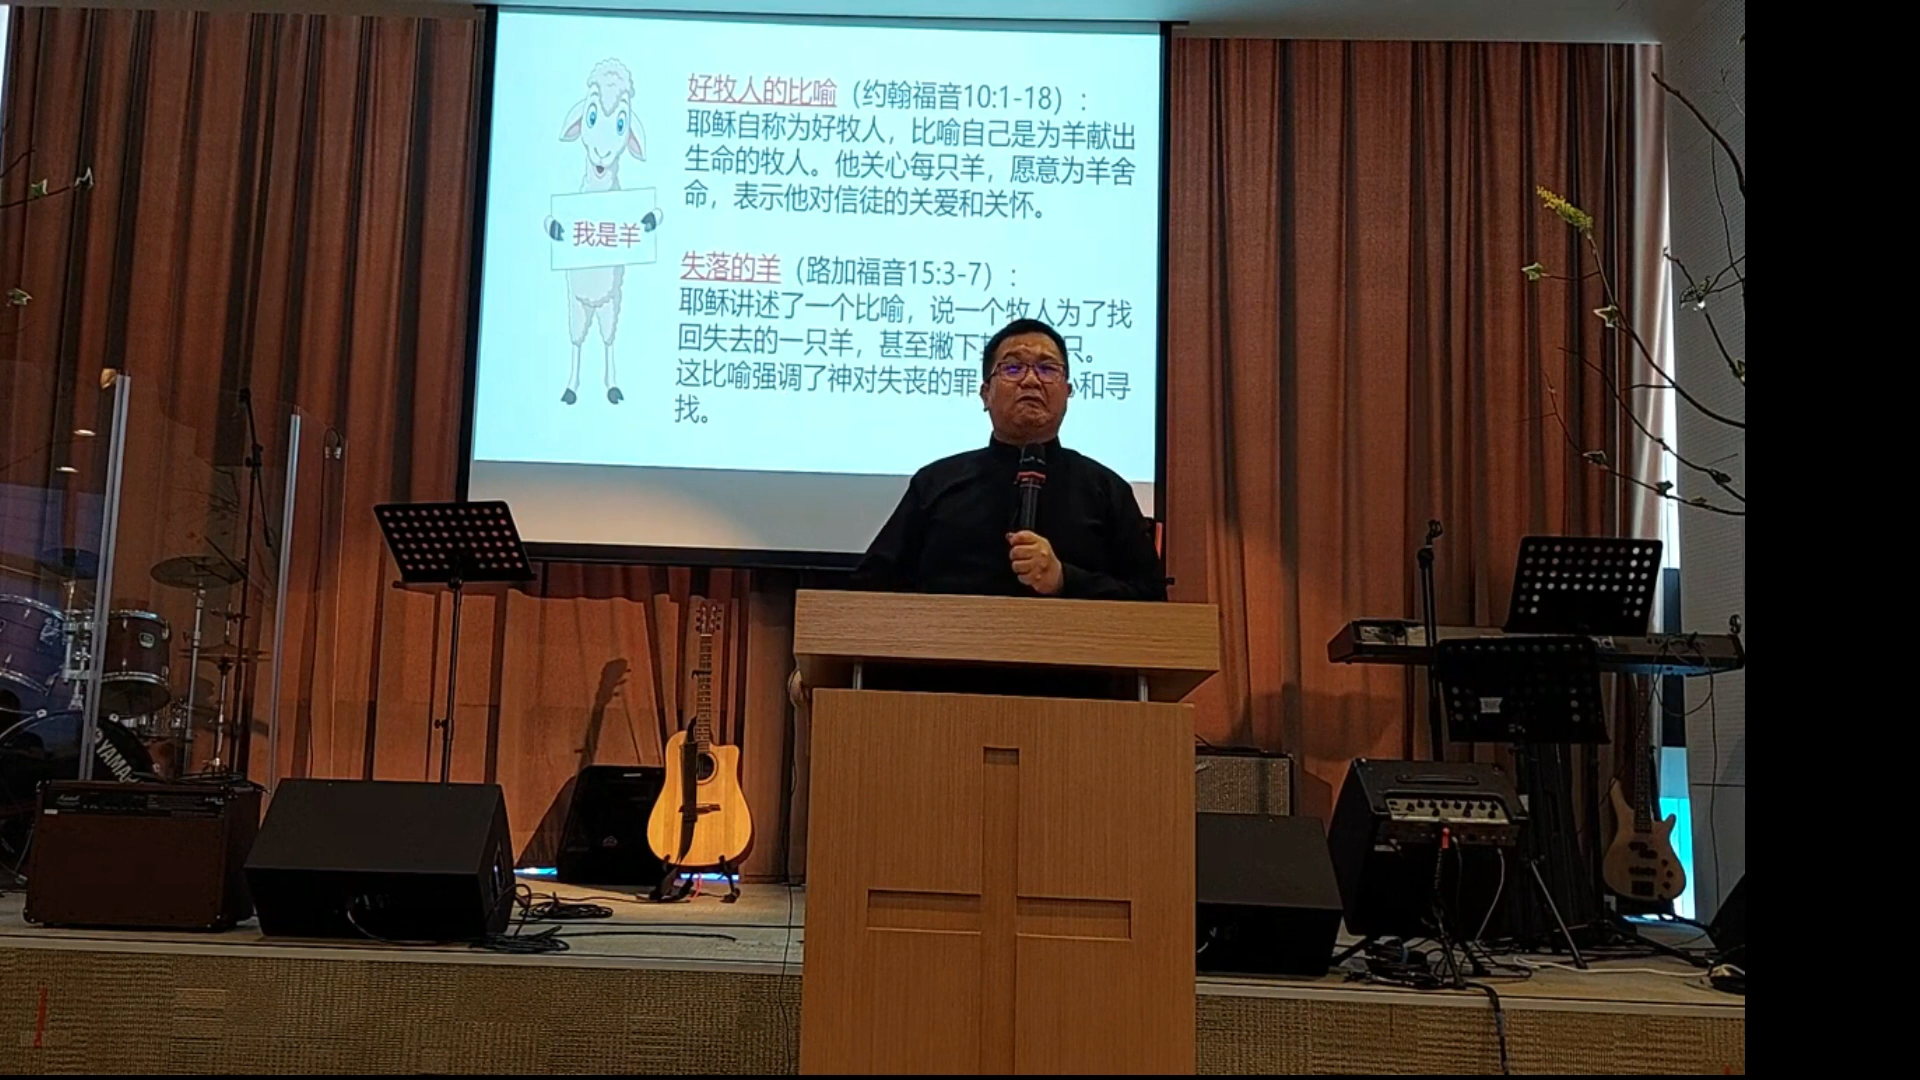 好牧人的比喻（约翰福音10:1-18）：
耶稣自称为好牧人，比喻自己是为羊献出
生命的牧人。他关心每只羊，愿意为羊舍
命，表示他对信徒的关爱和关怀。
我是羊
失落的羊（路加福音15:3-7）：
耶稣讲述了一个比喻，说一个牧人为了找
回失去的一只羊，甚至撇下 只。
这比喻强调了神对失丧的罪 和寻
找。
YAMA